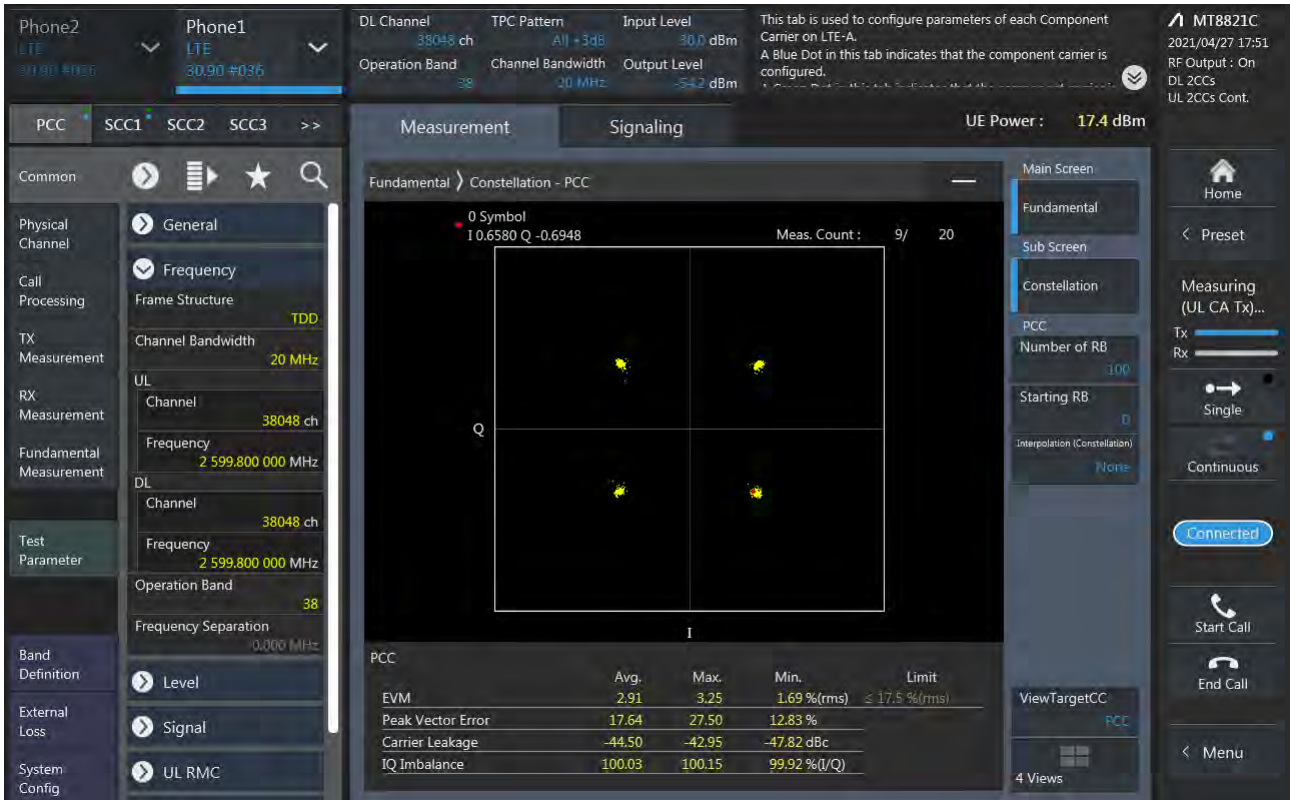 Phone2
LTE
30.90 #036
Phone1
LTE
30.90 #036
DL Channel
38048 ch
TPC Pattern
All +3dB
Input Level
30.0 dBm
Operation Band
38
Channel Bandwidth
20 MHz
Output Level
-54.2 dBm
This tab is used to configure parameters of each Component
Carrier on LTE-A.
A Blue Dot in this tab indicates that the component carrier is
configured.
MT8821C
2021/04/27 17:51
RF Output : On
DL 2CCs
UL 2CCs Cont.
PCC SCC1 SCC2 SCC3 >>
Measurement
Signaling
UE Power : 17.4 dBm
Common
Physical
Channel
Call
Processing
TX
Measurement
RX
Measurement
Fundamental
Measurement
Test
Parameter
Band
Definition
External
Loss
System
Config
General
Frequency
Frame Structure
TDD
Channel Bandwidth
20 MHz
UL
Channel
38048 ch
Frequency
2 599.800 000 MHz
DL
Channel
38048 ch
Frequency
2 599.800 000 MHz
Operation Band
38
Frequency Separation
0.000 MHz
Level
Signal
UL RMC
Fundamental 〉 Constellation - PCC
0 Symbol
I 0.6580 Q -0.6948
Meas. Count : 9/ 20
Q
I
PCC
Avg. Max. Min. Limit
EVM 2.91 3.25 1.69 %(rms) ≤ 17.5 %(rms)
Peak Vector Error 17.64 27.50 12.83 %
Carrier Leakage -44.50 -42.95 -47.82 dBc
IQ Imbalance 100.03 100.15 99.92 %(I/Q)
Main Screen
Fundamental
Sub Screen
Constellation
PCC
Number of RB
100
Starting RB
0
Interpolation (Constellation)
None
ViewTargetCC
PCC
4 Views
Home
< Preset
Measuring
(UL CA Tx)...
Tx
Rx
Single
Continuous
Connected
Start Call
End Call
< Menu